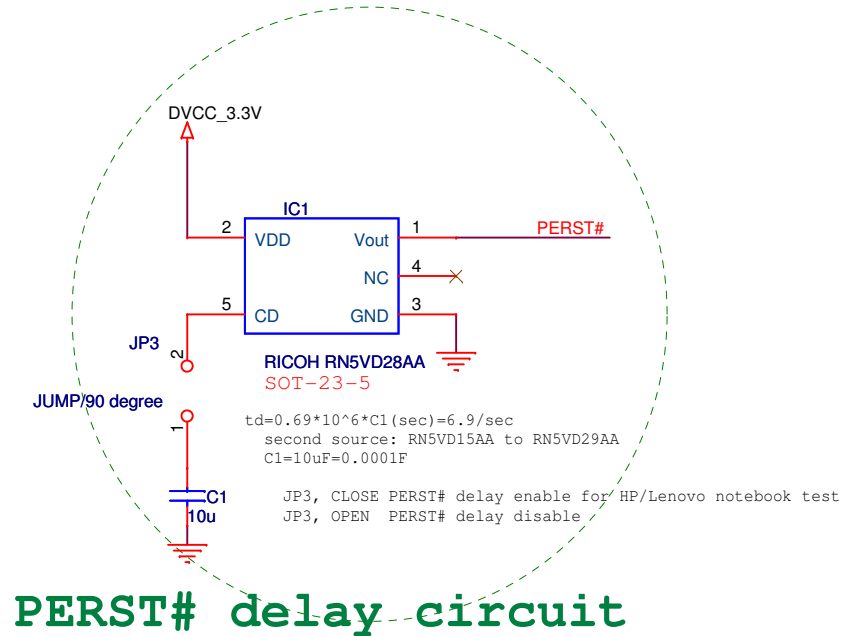 DVCC_3.3V
IC1
2 VDD Vout 1 PERST#
NC 4
5 CD GND 3
JP3 2
RICOH RN5VD28AA
SOT-23-5
JUMP/90 degree
1
td=0.69*10^6*C1(sec)=6.9/sec
second source: RN5VD15AA to RN5VD29AA
C1=10uF=0.0001F
C1
10u
JP3, CLOSE PERST# delay enable for HP/Lenovo notebook test
JP3, OPEN PERST# delay disable
PERST# delay circuit